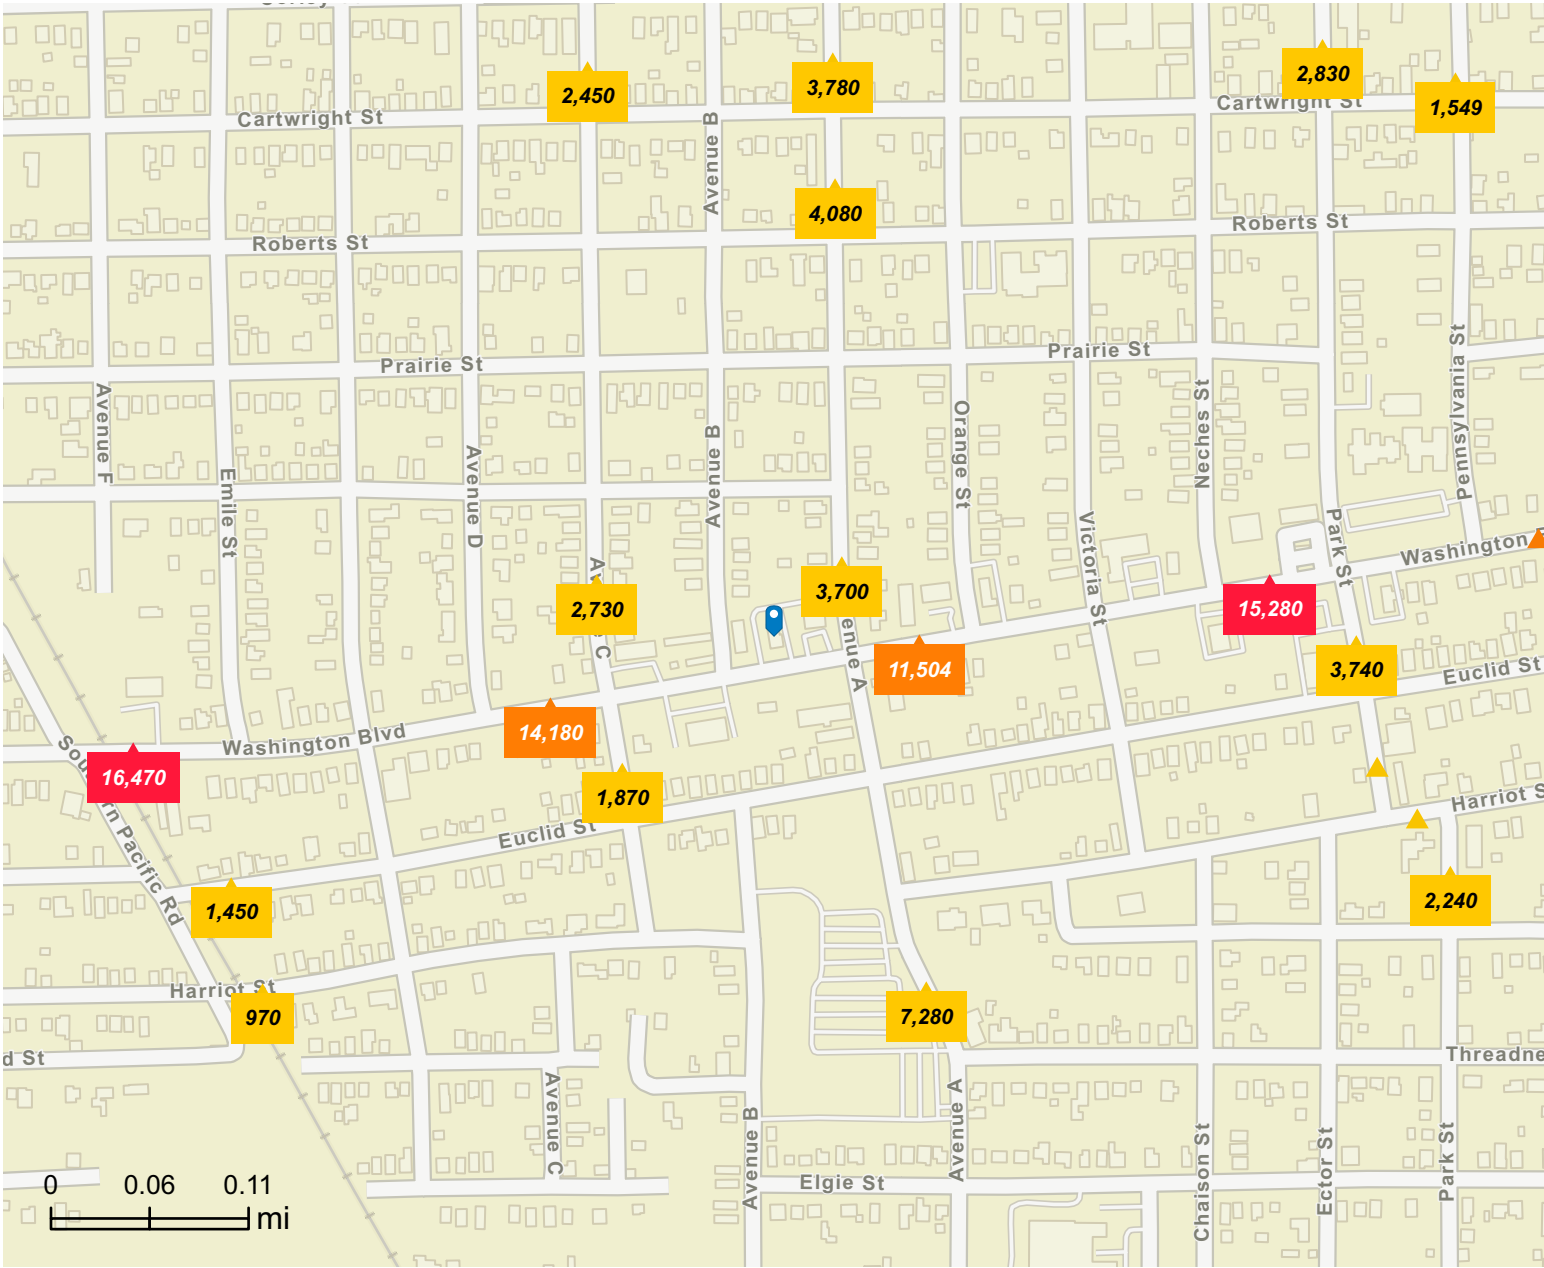 2,450
3,780
2,830
1,549
Cartwright St
Cartwright St
Avenue B
4,080
Roberts St
Roberts St
Prairie St
Prairie St
Avenue F
Emile St
Avenue D
Avenue B
Orange St
Victoria St
Neches St
Park St
Pennsylvania St
Washington
3,700
2,730
15,280
11,504
3,740
Euclid St
14,180
Washington Blvd
16,470
1,870
Euclid St
Harriot S
1,450
2,240
Harriot St
970
7,280
d St
Threadne
Avenue C
Avenue B
Avenue A
Chaison St
Ector St
Park St
Elgie St
0 0.06 0.11
mi